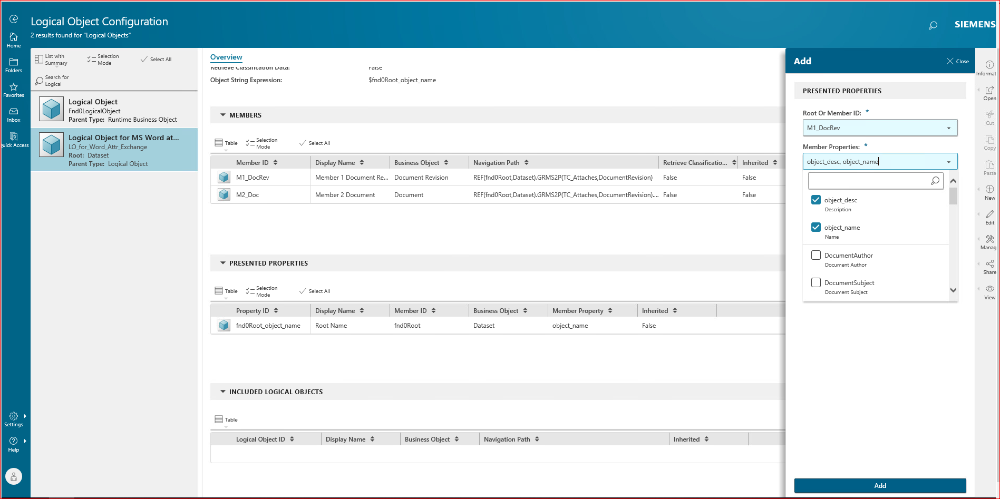 Logical Object Configuration
2 results found for "Logical Objects"
SIEMENS
Home
Folders
Favorites
Inbox
Quick Access
Settings
Help
List with
Summary
Selection
Mode
Select All
Search for
Logical
Logical Object
Fnd0LogicalObject
Parent Type: Runtime Business Object
Logical Object for MS Word at...
LO_for_Word_Attr_Exchange
Root: Dataset
Parent Type: Logical Object
Overview
Retrieve Classification Data: False
Object String Expression: $fnd0Root_object_name
MEMBERS
Table
Selection
Mode
Select All
Member ID Display Name Business Object Navigation Path Retrieve Classificatio... Inherited
M1_DocRev Member 1 Document Re... Document Revision REF(fnd0Root,Dataset).GRMS2P(TC_Attaches,DocumentRevision) False False
M2_Doc Member 2 Document Document REF(fnd0Root,Dataset).GRMS2P(TC_Attaches,DocumentRevision).... False False
PRESENTED PROPERTIES
Table
Selection
Mode
Select All
Property ID Display Name Member ID Business Object Member Property Inherited
fnd0Root_object_name Root Name fnd0Root Dataset object_name False
INCLUDED LOGICAL OBJECTS
Table
Logical Object ID Display Name Business Object Navigation Path Inherited
Add
Close
PRESENTED PROPERTIES
Root Or Member ID: *
M1_DocRev
Member Properties: *
object_desc, object_name
object_desc
Description
object_name
Name
DocumentAuthor
Document Author
DocumentSubject
Document Subject
Add
Informat
Open
Cut
Copy
Paste
New
Edit
Manag
Share
View